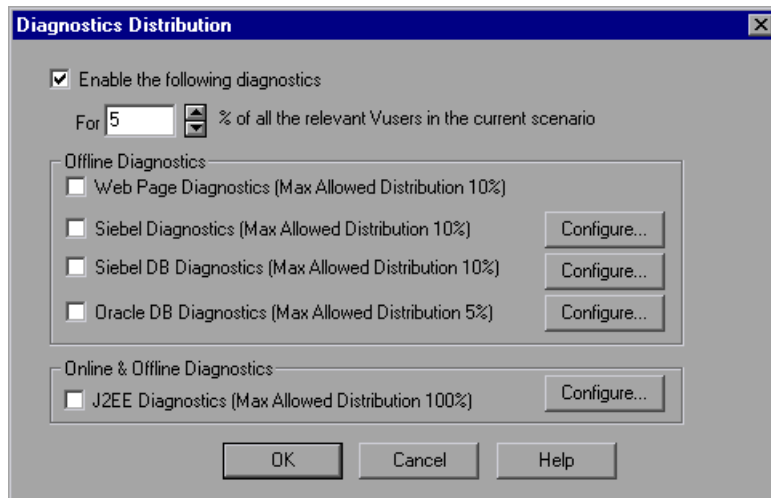 Diagnostics Distribution
Enable the following diagnostics
For 5 % of all the relevant Vusers in the current scenario
Offline Diagnostics
Web Page Diagnostics (Max Allowed Distribution 10%)
Siebel Diagnostics (Max Allowed Distribution 10%) Configure...
Siebel DB Diagnostics (Max Allowed Distribution 10%) Configure...
Oracle DB Diagnostics (Max Allowed Distribution 5%) Configure...
Online & Offline Diagnostics
J2EE Diagnostics (Max Allowed Distribution 100%) Configure...
OK Cancel Help